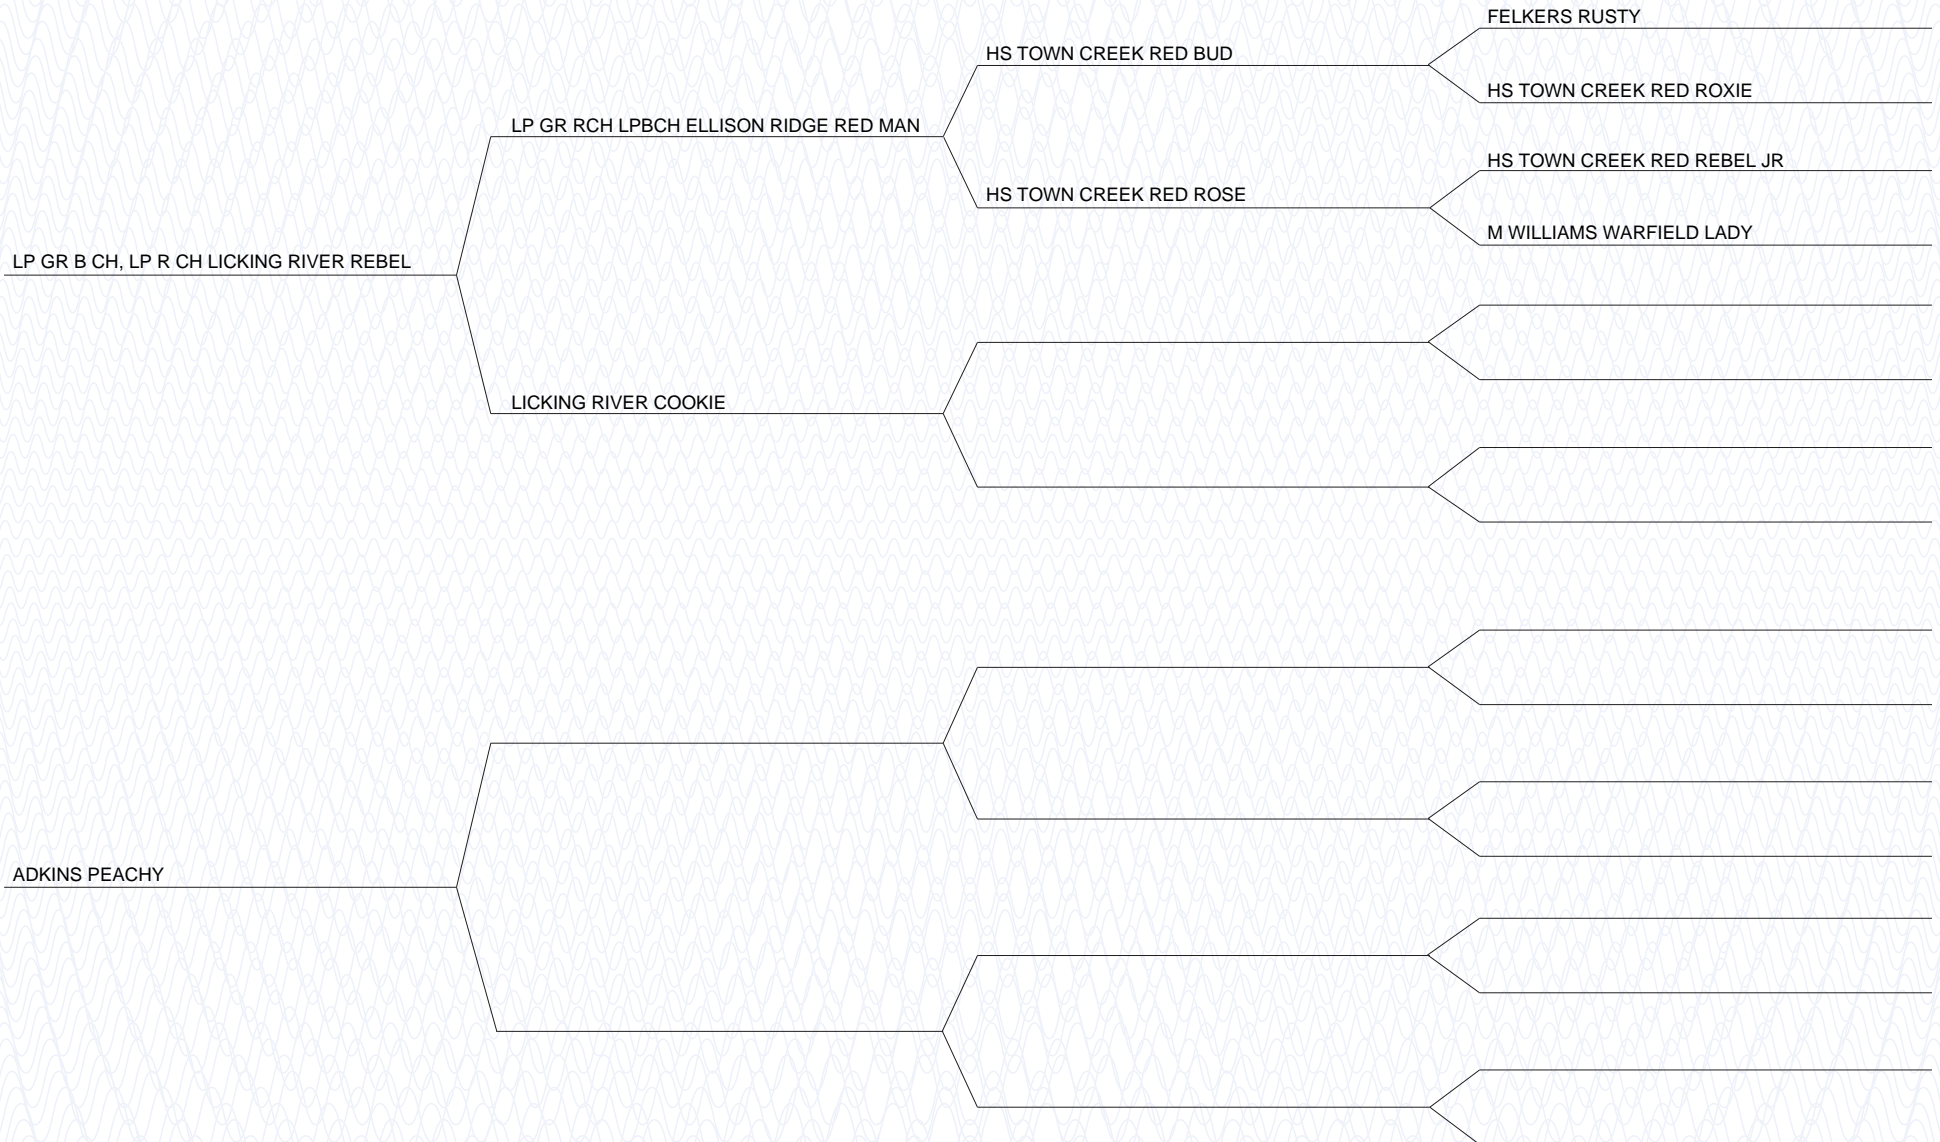 FELKERS RUSTY
HS TOWN CREEK RED BUD
HS TOWN CREEK RED ROXIE
LP GR RCH LPBCH ELLISON RIDGE RED MAN
HS TOWN CREEK RED REBEL JR
HS TOWN CREEK RED ROSE
M WILLIAMS WARFIELD LADY
LP GR B CH, LP R CH LICKING RIVER REBEL
LICKING RIVER COOKIE
ADKINS PEACHY